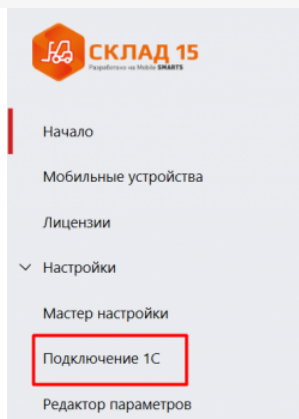 СКЛАД 15
Разработано на Mobile SMARTS
Начало
Мобильные устройства
Лицензии
Настройки
Мастер настройки
Подключение 1С
Редактор параметров